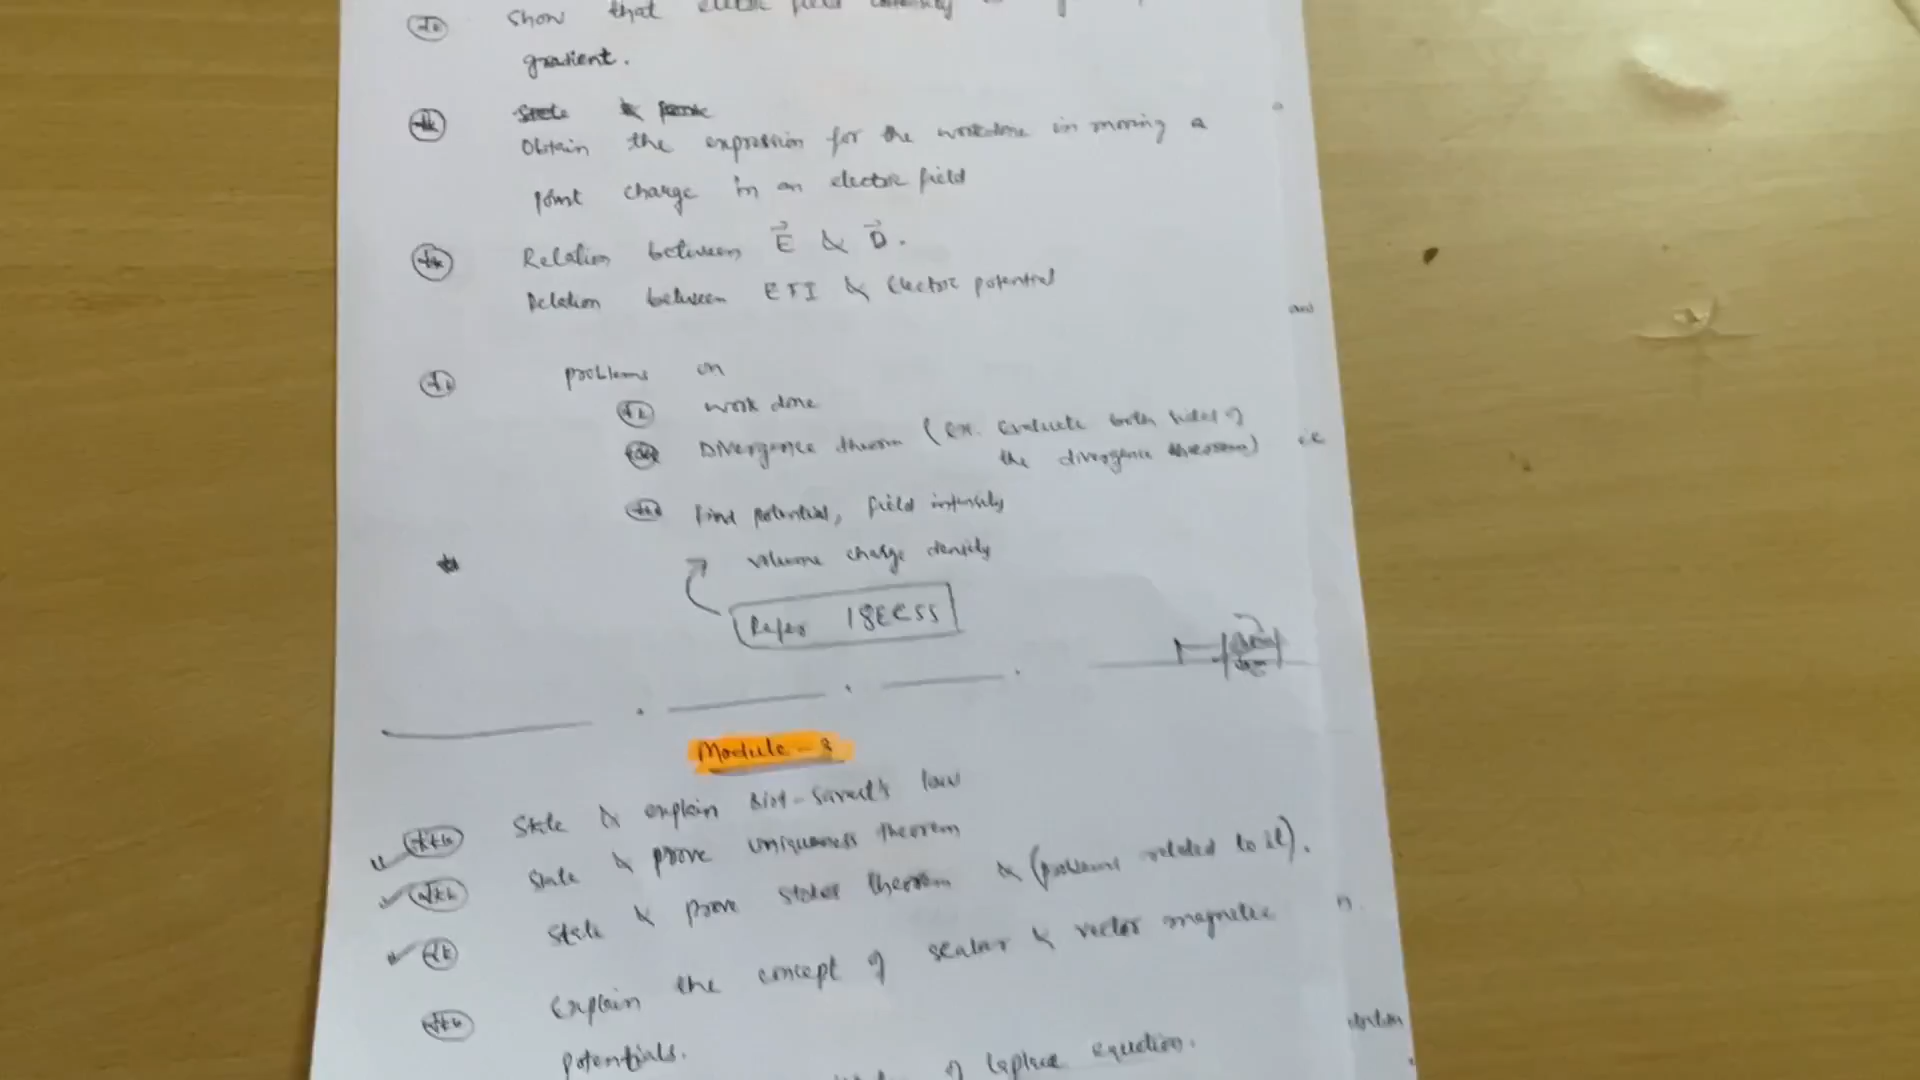 show that
gradient.
Obtain the expression for the workdone in moving a
point charge in an electric field
Relation between E & D.
Relation between EFI & Electric potential
problems on
work done
Divergence theorem (ex. evaluate both sides of
the divergence theorem)
Find potential, field intensity
volume charge density
Refer 18EC55
Module - 3
State & explain Biot-Savart's law
State & prove uniqueness theorem
State & prove stokes theorem & (problems related to it).
Explain the concept of scalar & vector magnetic
potentials.
of laplace equation.